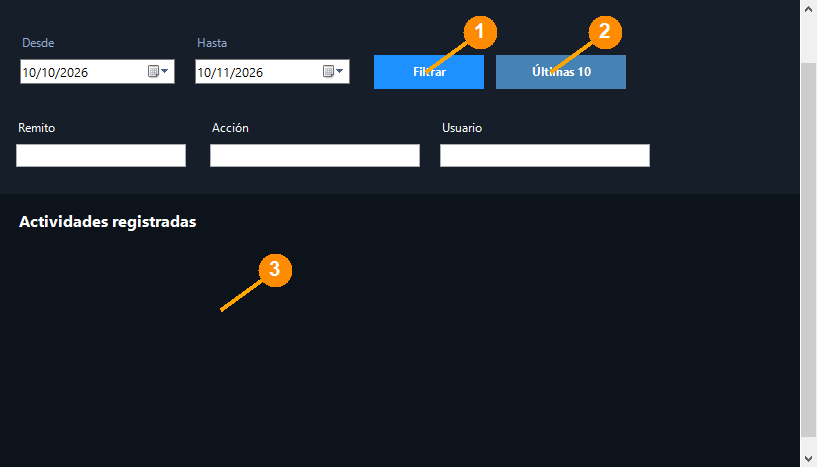 1 2
Desde Hasta
10/10/2026 10/11/2026 Filtrar Últimas 10
Remito Acción Usuario
Actividades registradas
3